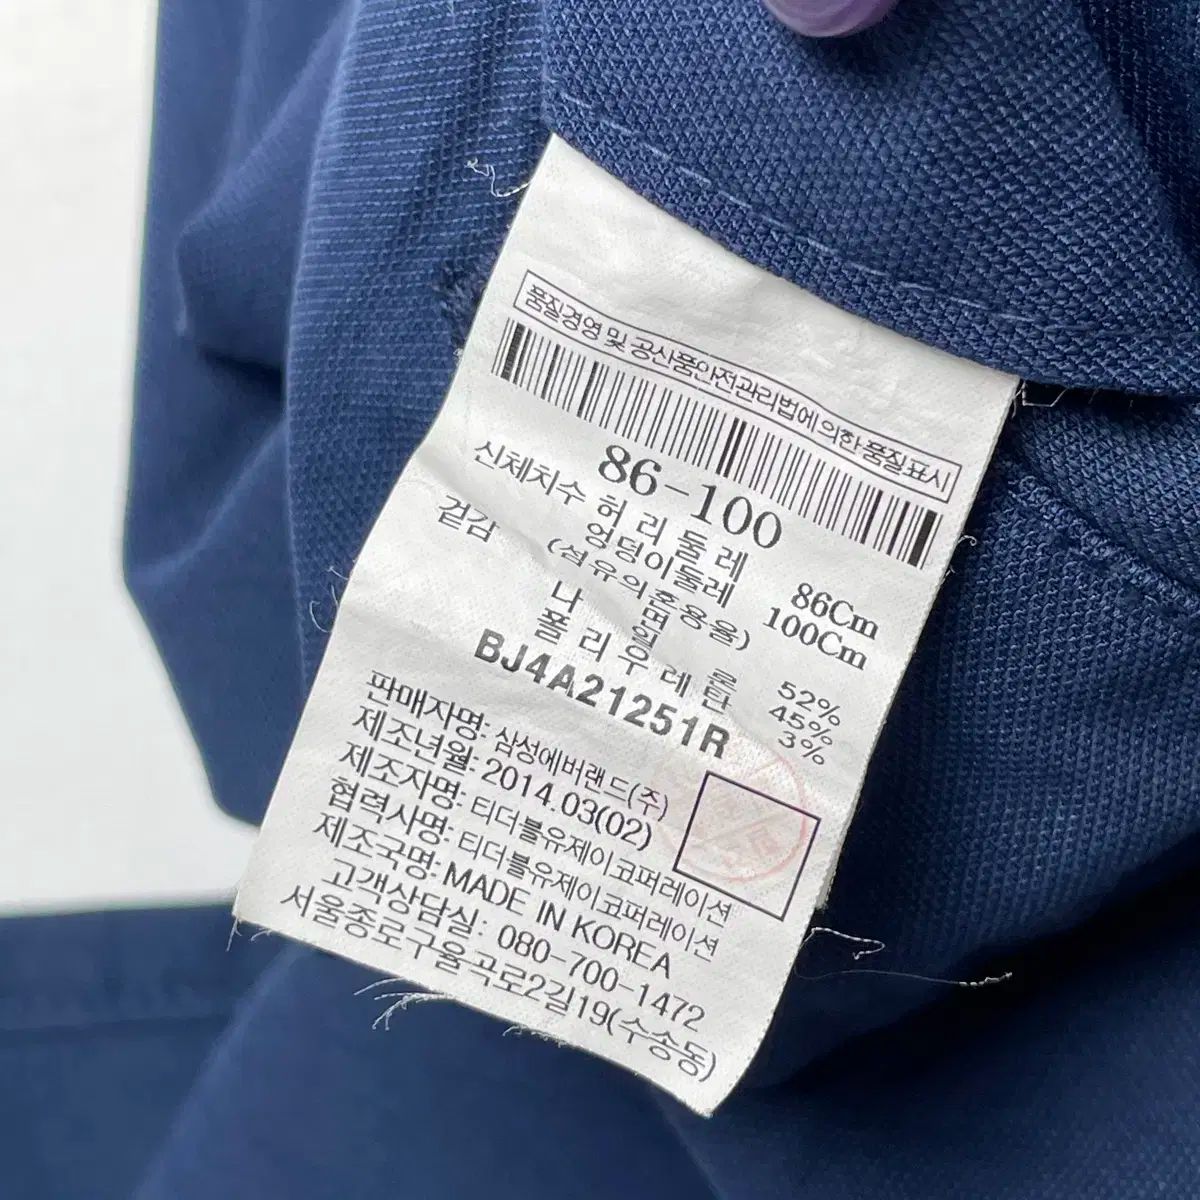 품질경영 및 공산품안전관리법에 의한 품질표시
86-100
신체치수 허리둘레 86Cm
엉덩이둘레 100Cm
겉감 (섬유의혼용율)
면 52%
나일론 45%
폴리우레탄 3%
BJ4A21251R
판매자명: 삼성에버랜드(주)
제조년월: 2014.03(02)
제조자명: 티더블유제이코퍼레이션
협력사명: 티더블유제이코퍼레이션
제조국명: MADE IN KOREA
고객상담실: 080-700-1472
서울종로구율곡로2길19(수송동)